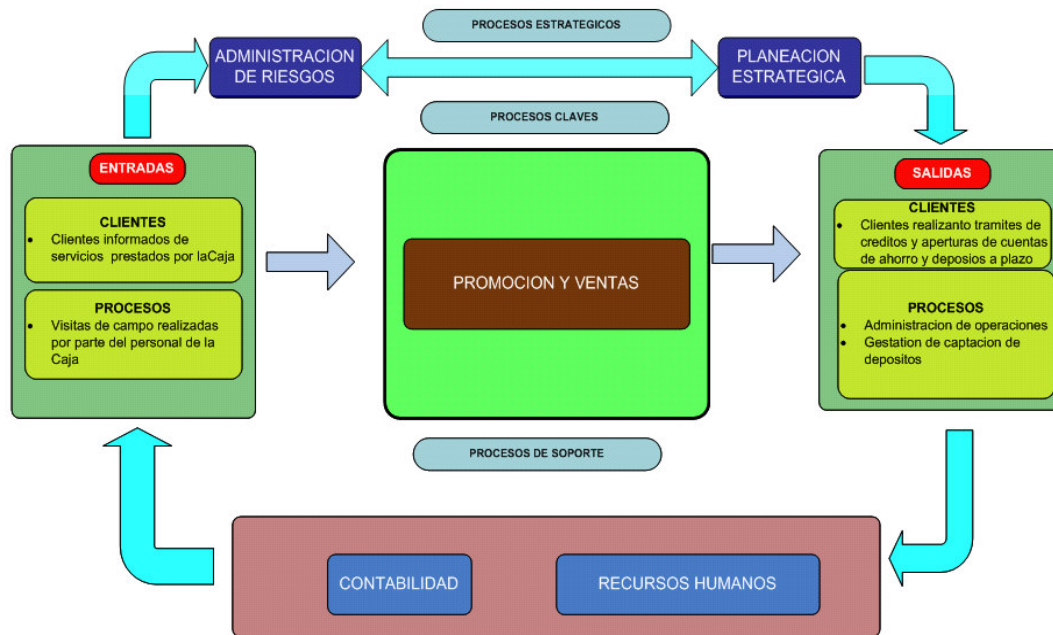 PROCESOS ESTRATEGICOS
ADMINISTRACION
DE RIESGOS
PLANEACION
ESTRATEGICA
PROCESOS CLAVES
ENTRADAS
CLIENTES
• Clientes informados de
servicios prestados por laCaja
PROCESOS
• Visitas de campo realizadas
por parte del personal de la
Caja
PROMOCION Y VENTAS
SALIDAS
CLIENTES
• Clientes realizanto tramites de
creditos y aperturas de cuentas
de ahorro y deposios a plazo
PROCESOS
• Administracion de operaciones
• Gestation de captacion de
depositos
PROCESOS DE SOPORTE
CONTABILIDAD
RECURSOS HUMANOS